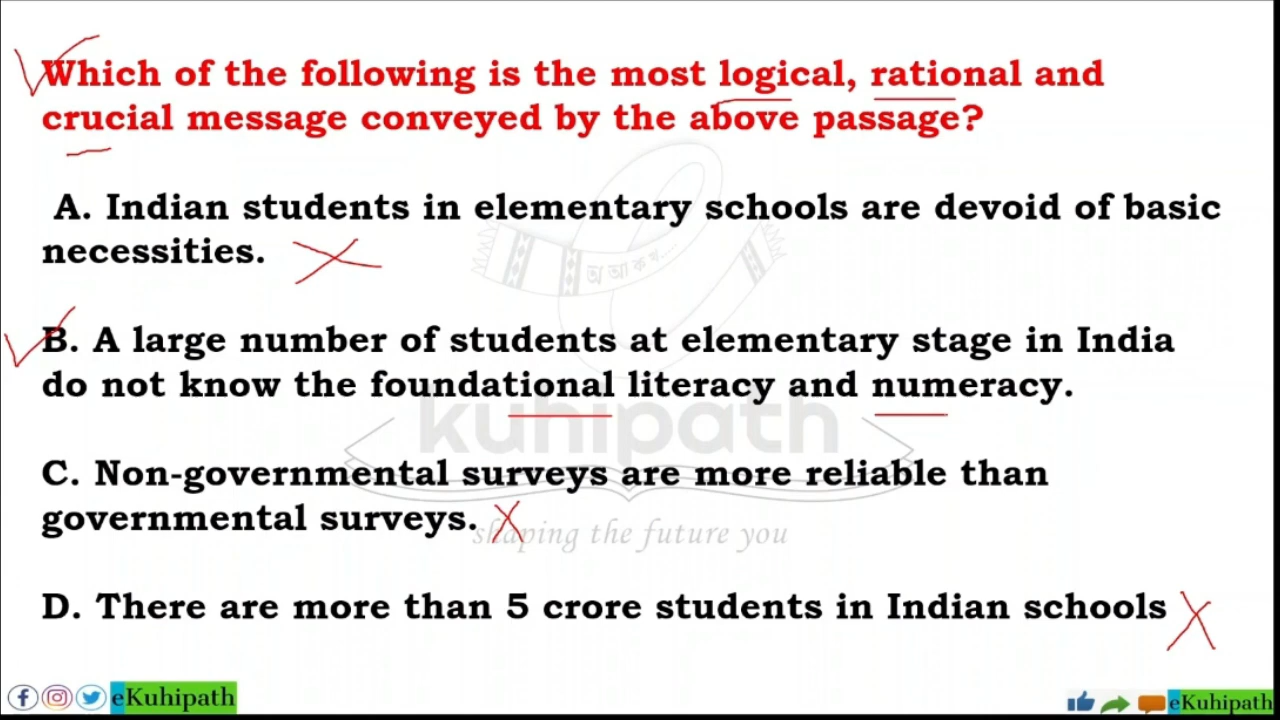 Which of the following is the most logical, rational and
crucial message conveyed by the above passage?
A. Indian students in elementary schools are devoid of basic
necessities.
অ আ ক খ....
B. A large number of students at elementary stage in India
do not know the foundational literacy and numeracy.
kuhipath
C. Non-governmental surveys are more reliable than
governmental surveys.
shaping the future you
D. There are more than 5 crore students in Indian schools
eKuhipath
eKuhipath